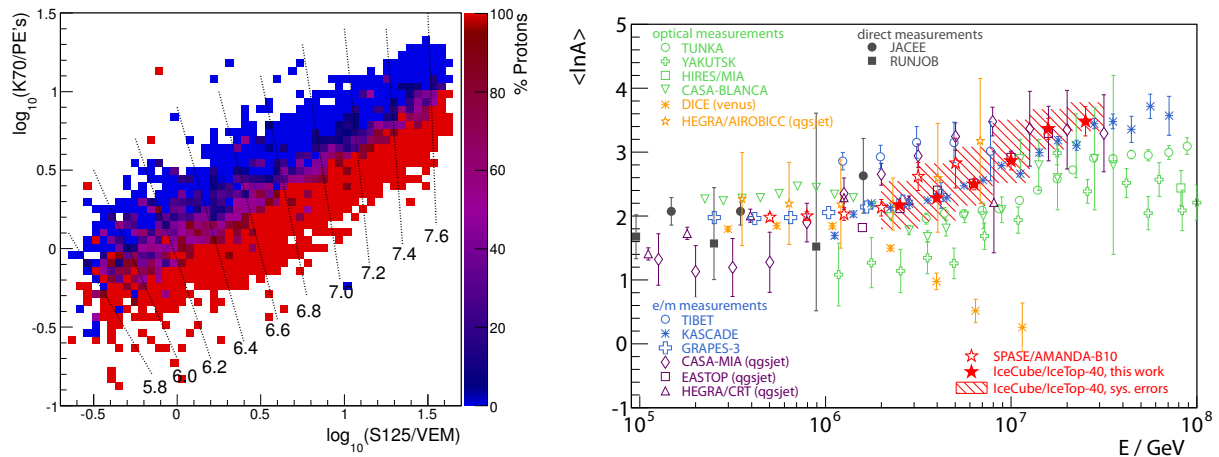 log10(K70/PE's)
1.5
1
0.5
0
-0.5
-1
-0.5
0
0.5
1
1.5
log10(S125/VEM)
5.8
6.0
6.2
6.4
6.6
6.8
7.0
7.2
7.4
7.6
100
80
60
40
20
0
% Protons
<lnA>
5
4
3
2
1
0
-1
optical measurements
TUNKA
YAKUTSK
HIRES/MIA
CASA-BLANCA
DICE (venus)
HEGRA/AIROBICC (qgsjet)
direct measurements
JACEE
RUNJOB
e/m measurements
TIBET
KASCADE
GRAPES-3
CASA-MIA (qgsjet)
EASTOP (qgsjet)
HEGRA/CRT (qgsjet)
SPASE/AMANDA-B10
IceCube/IceTop-40, this work
IceCube/IceTop-40, sys. errors
10^5
10^6
10^7
10^8
E / GeV